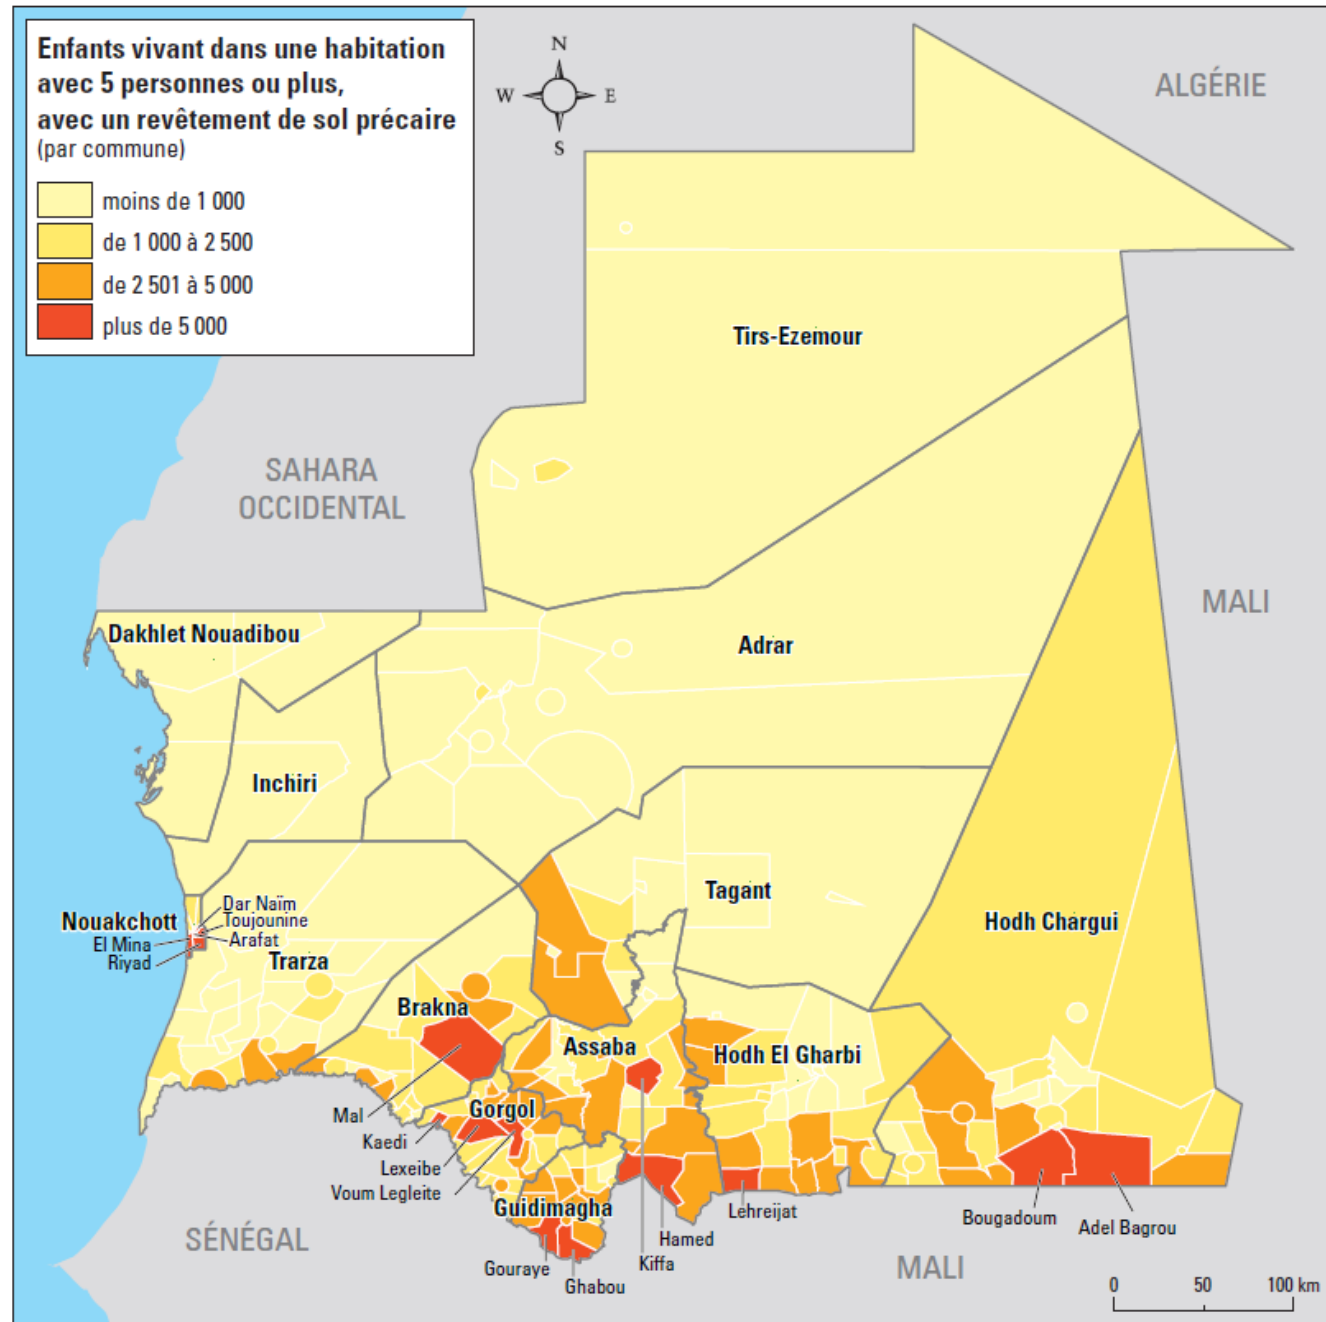 Enfants vivant dans une habitation
avec 5 personnes ou plus,
avec un revêtement de sol précaire
(par commune)
moins de 1 000
de 1 000 à 2 500
de 2 501 à 5 000
plus de 5 000
N
W
E
S
ALGÉRIE
Tirs-Ezemour
SAHARA
OCCIDENTAL
MALI
Dakhlet Nouadibou
Adrar
Inchiri
Tagant
Hodh Chargui
Nouakchott
Dar Naïm
Toujounine
El Mina
Arafat
Riyad
Trarza
Brakna
Assaba
Hodh El Gharbi
Mal
Gorgol
Kaedi
Lexeibe
Voum Legleite
Guidimagha
Lehreijat
Bougadoum
Adel Bagrou
SÉNÉGAL
Hamed
Kiffa
Gouraye
Ghabou
MALI
0 50 100 km